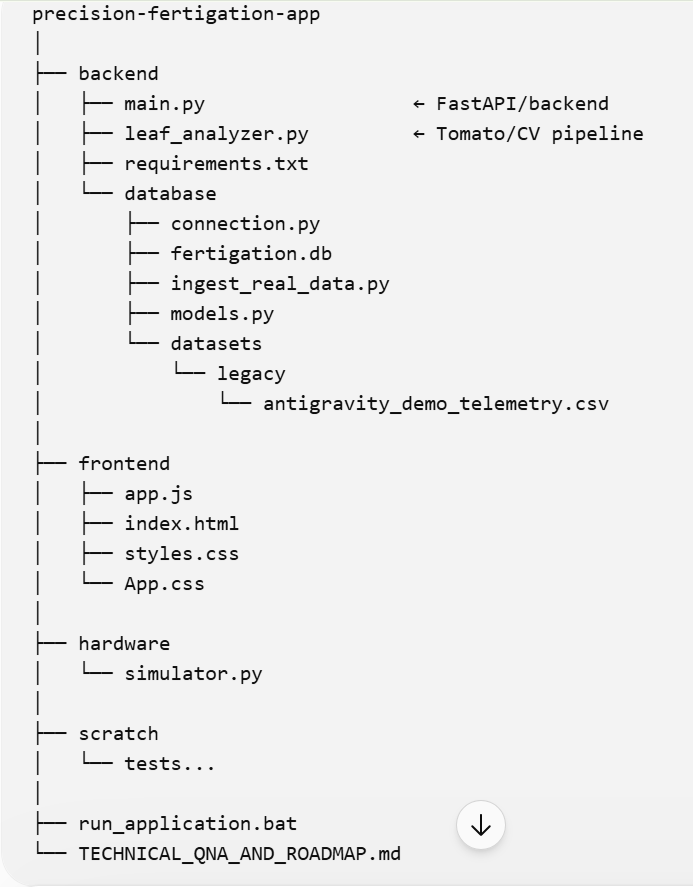 precision-fertigation-app
│
├── backend
│   ├── main.py                  ← FastAPI/backend
│   ├── leaf_analyzer.py         ← Tomato/CV pipeline
│   ├── requirements.txt
│   └── database
│       ├── connection.py
│       ├── fertigation.db
│       ├── ingest_real_data.py
│       ├── models.py
│       └── datasets
│           └── legacy
│               └── antigravity_demo_telemetry.csv
│
├── frontend
│   ├── app.js
│   ├── index.html
│   ├── styles.css
│   └── App.css
│
├── hardware
│   └── simulator.py
│
├── scratch
│   └── tests...
│
├── run_application.bat
└── TECHNICAL_QNA_AND_ROADMAP.md